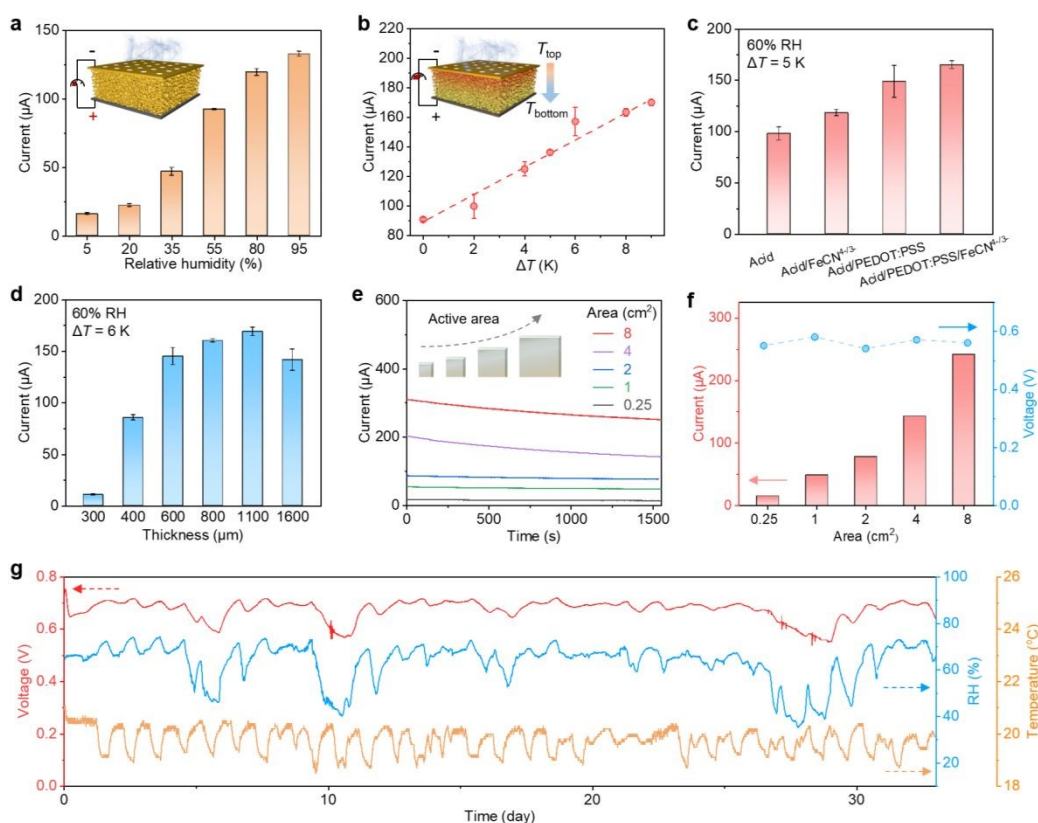 a
150
100
50
0
Current (µA)
5 20 35 55 80 95
Relative humidity (%)
-
+
b
200
180
160
140
120
100
80
Current (µA)
0 2 4 6 8
ΔT (K)
-
+
Ttop
Tbottom
c
60% RH
ΔT = 5 K
200
150
100
50
0
Current (µA)
Acid
Acid/FeCN4-/3-
Acid/PEDOT:PSS
Acid/PEDOT:PSS/FeCN4-/3-
d
60% RH
ΔT = 6 K
200
150
100
50
0
Current (µA)
300 400 600 800 1100 1600
Thickness (µm)
e
600
400
200
0
Current (µA)
Active area
Area (cm2)
8
4
2
1
0.25
0 500 1000 1500
Time (s)
f
300
250
150
50
0
Current (µA)
0.6
0.4
0.2
0.0
Voltage (V)
0.25 1 2 4 8
Area (cm2)
g
0.8
0.6
0.4
0.2
0.0
Voltage (V)
100
80
60
40
20
RH (%)
26
24
22
20
18
Temperature (°C)
0 10 20 30
Time (day)